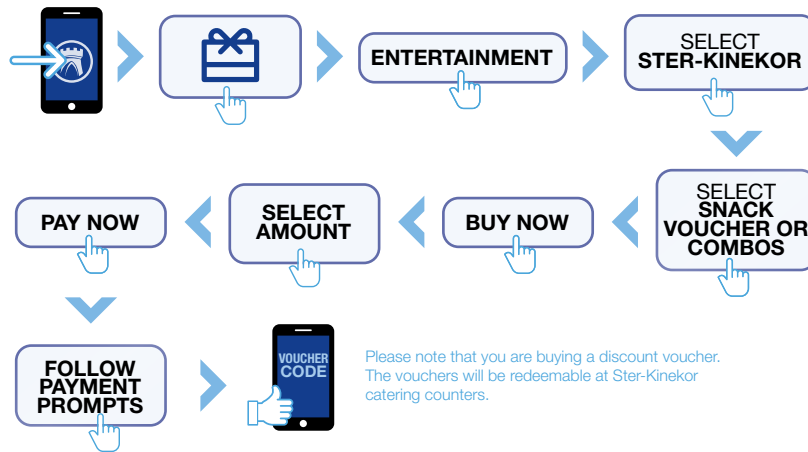 ENTERTAINMENT
SELECT
STER-KINEKOR
SELECT
SNACK
VOUCHER OR
COMBOS
BUY NOW
SELECT
AMOUNT
PAY NOW
FOLLOW
PAYMENT
PROMPTS
VOUCHER
CODE
Please note that you are buying a discount voucher.
The vouchers will be redeemable at Ster-Kinekor
catering counters.